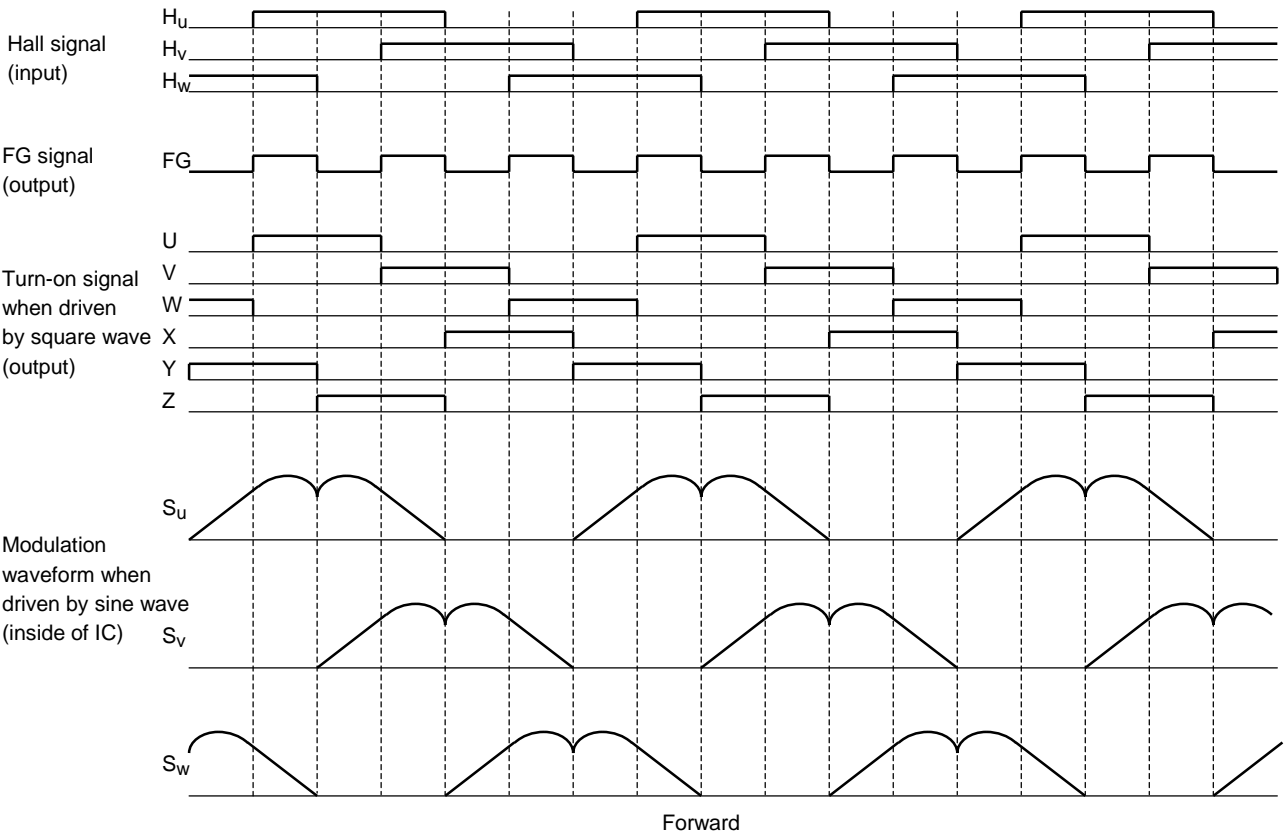 Hall signal
(input)
Hu
Hv
Hw
FG signal
(output)
FG
Turn-on signal
when driven
by square wave
(output)
U
V
W
X
Y
Z
Modulation
waveform when
driven by sine wave
(inside of IC)
Su
Sv
Sw
Forward